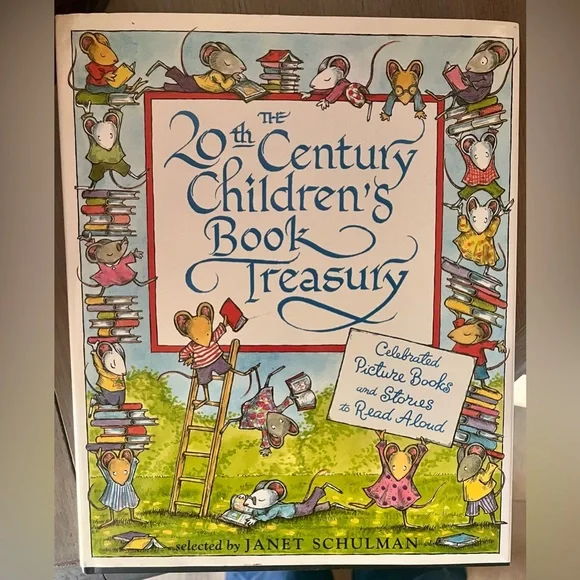 THE
20th Century
Children's
Book
Treasury
Celebrated
Picture Books
and Stories
to Read Aloud
selected by JANET SCHULMAN